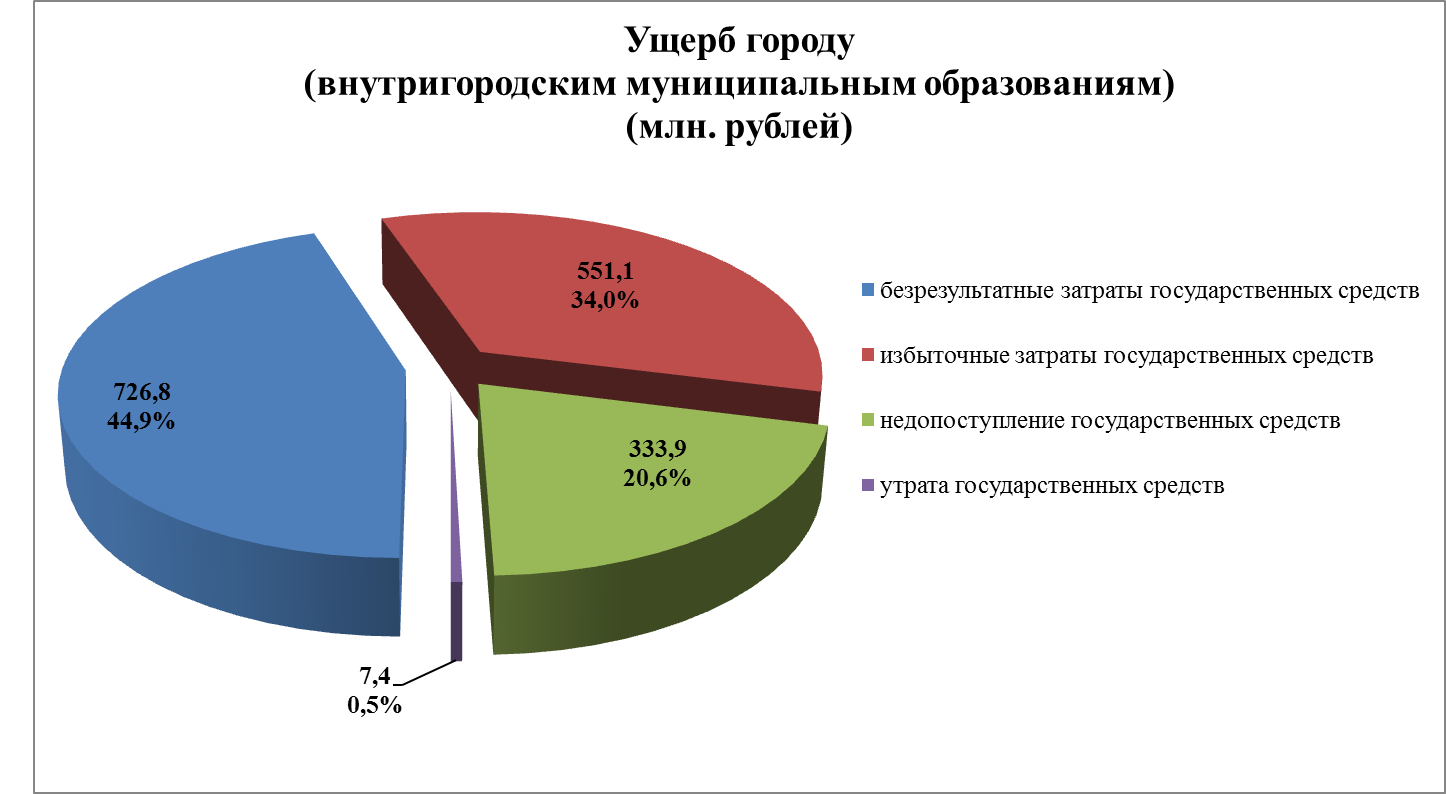 Ущерб городу
(внутригородским муниципальным образованиям)
(млн. рублей)
551,1
34,0%
726,8
44,9%
333,9
20,6%
7,4
0,5%
безрезультатные затраты государственных средств
избыточные затраты государственных средств
недопоступление государственных средств
утрата государственных средств